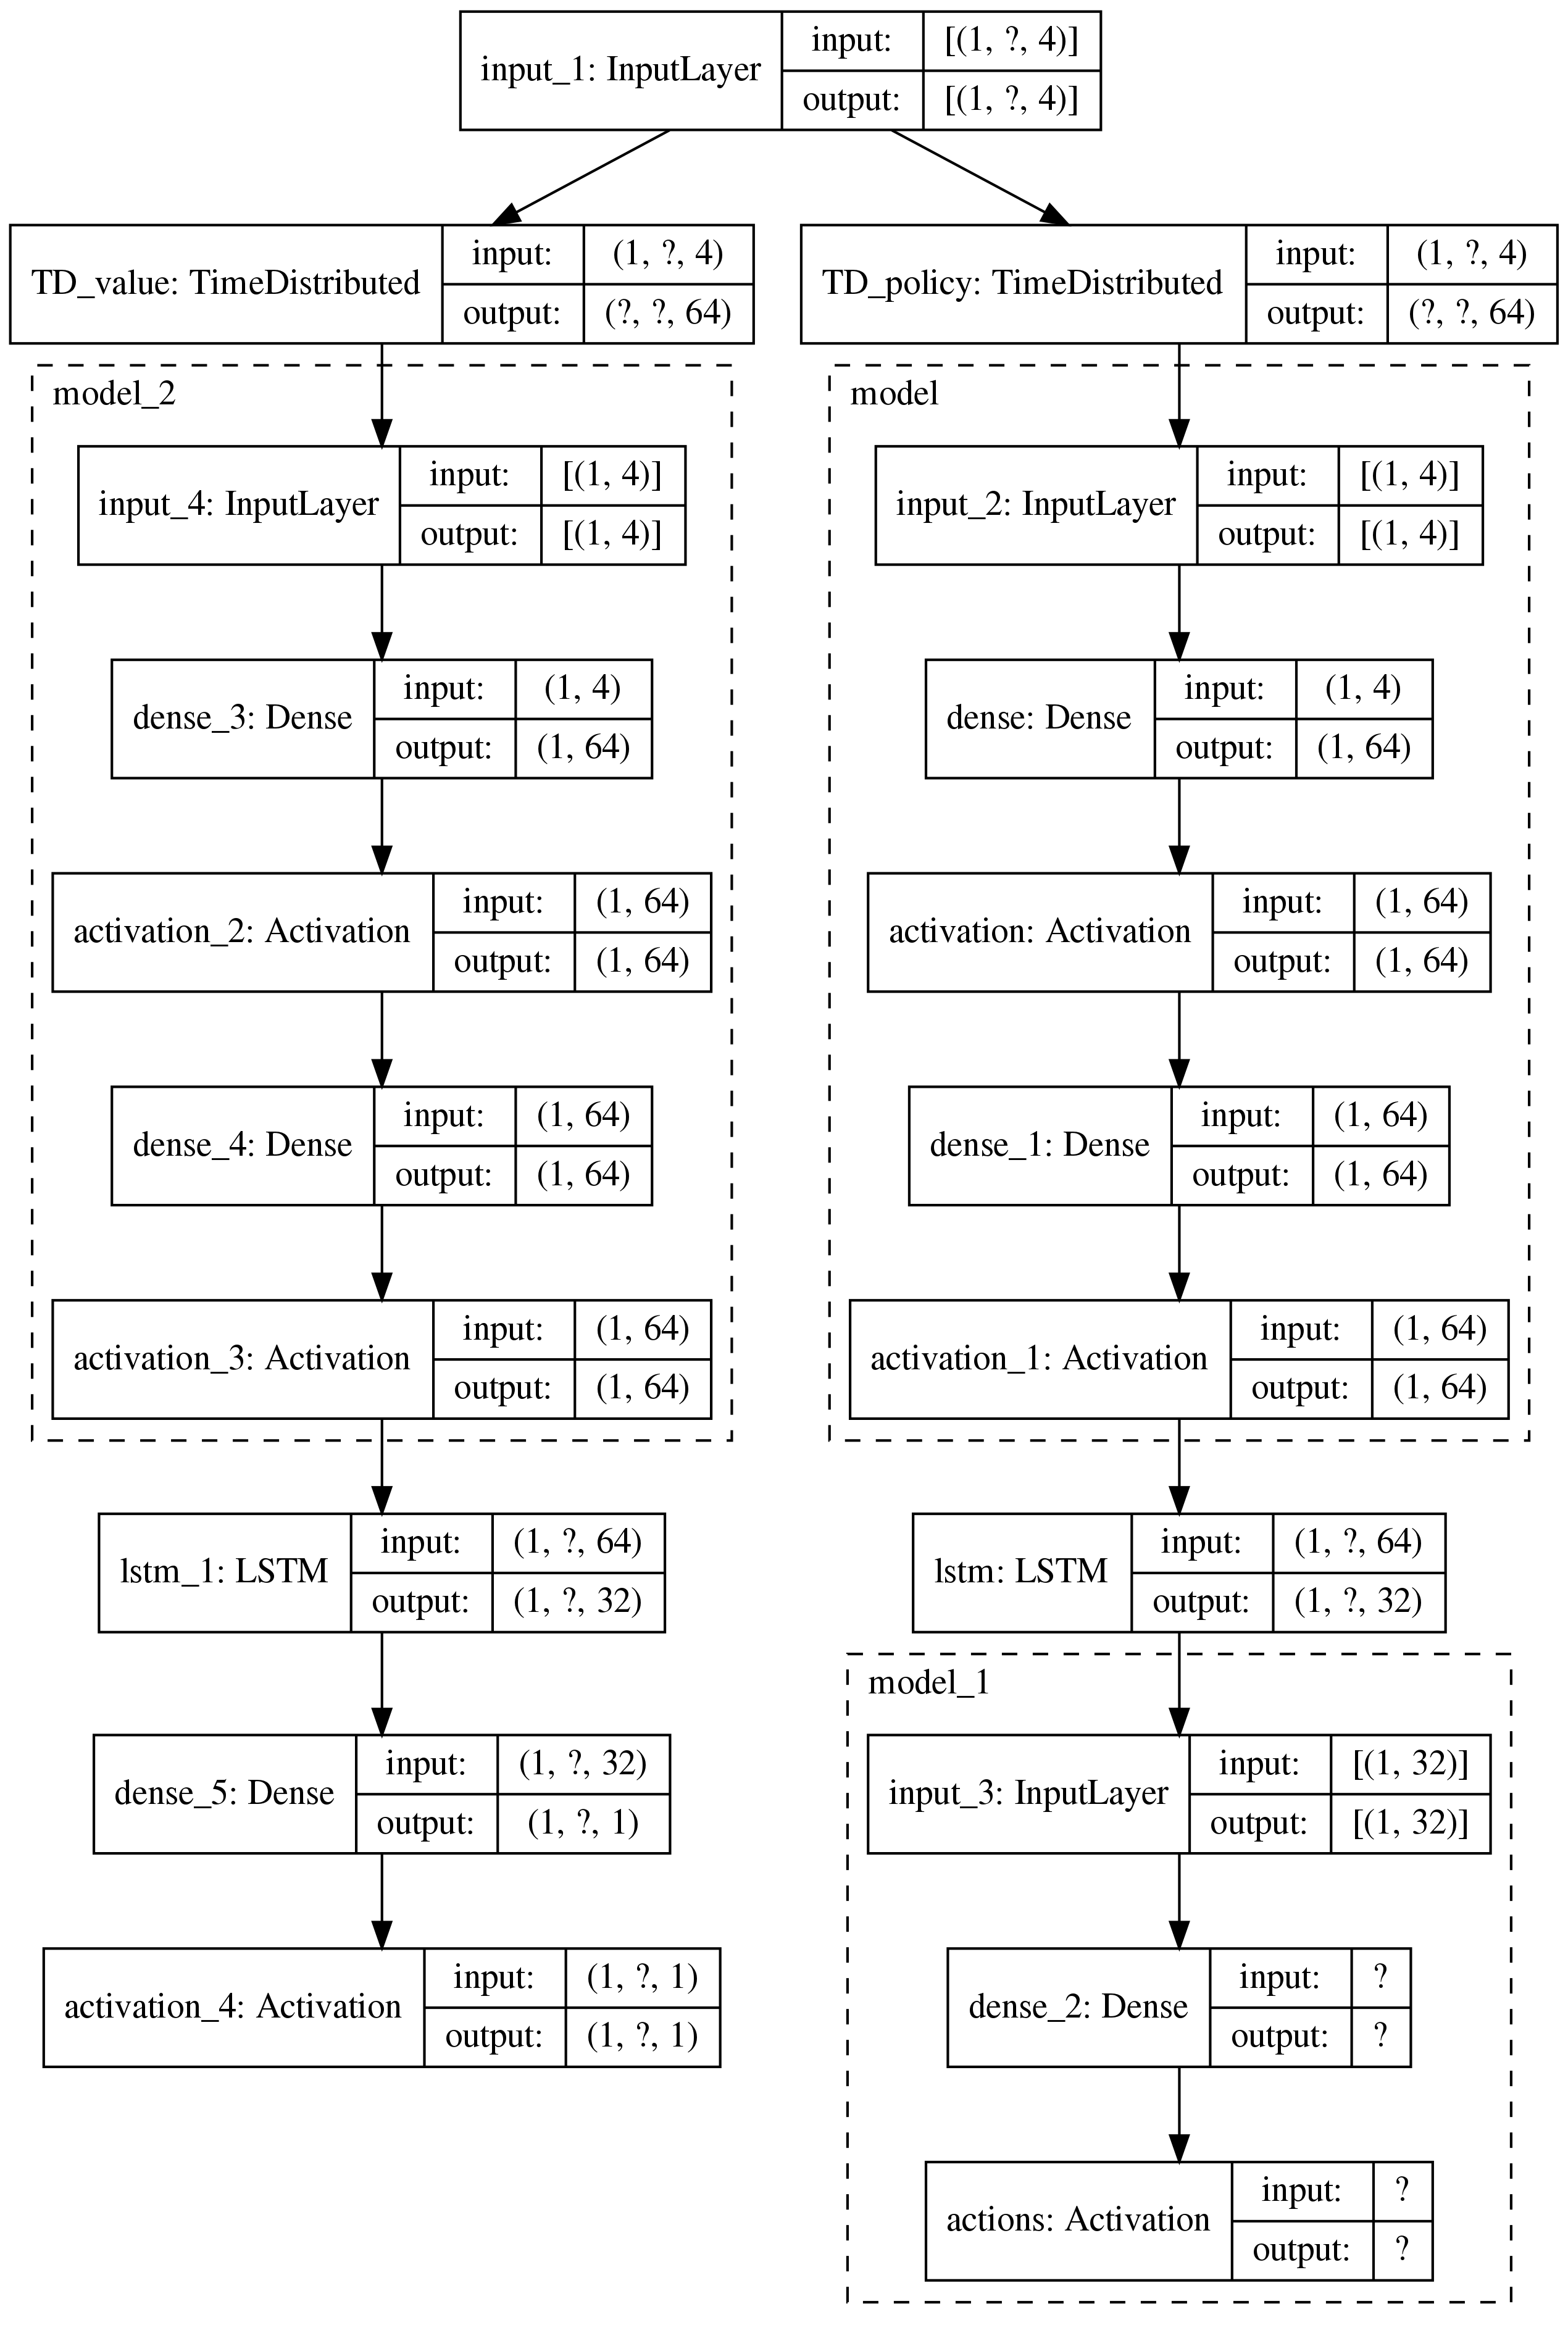 input_1: InputLayer
input: [(1, ?, 4)]
output: [(1, ?, 4)]
TD_value: TimeDistributed
input: (1, ?, 4)
output: (?, ?, 64)
TD_policy: TimeDistributed
input: (1, ?, 4)
output: (?, ?, 64)
model_2
input_4: InputLayer
input: [(1, 4)]
output: [(1, 4)]
dense_3: Dense
input: (1, 4)
output: (1, 64)
activation_2: Activation
input: (1, 64)
output: (1, 64)
dense_4: Dense
input: (1, 64)
output: (1, 64)
activation_3: Activation
input: (1, 64)
output: (1, 64)
lstm_1: LSTM
input: (1, ?, 64)
output: (1, ?, 32)
dense_5: Dense
input: (1, ?, 32)
output: (1, ?, 1)
activation_4: Activation
input: (1, ?, 1)
output: (1, ?, 1)
model
input_2: InputLayer
input: [(1, 4)]
output: [(1, 4)]
dense: Dense
input: (1, 4)
output: (1, 64)
activation: Activation
input: (1, 64)
output: (1, 64)
dense_1: Dense
input: (1, 64)
output: (1, 64)
activation_1: Activation
input: (1, 64)
output: (1, 64)
lstm: LSTM
input: (1, ?, 64)
output: (1, ?, 32)
model_1
input_3: InputLayer
input: [(1, 32)]
output: [(1, 32)]
dense_2: Dense
input: ?
output: ?
actions: Activation
input: ?
output: ?